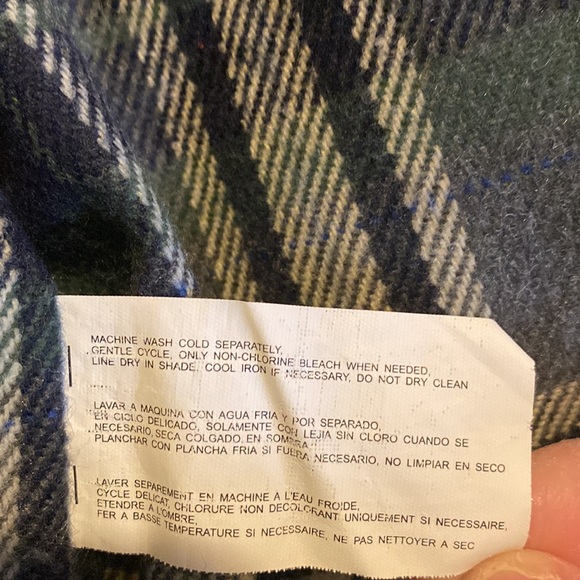 MACHINE WASH COLD SEPARATELY,
GENTLE CYCLE, ONLY NON-CHLORINE BLEACH WHEN NEEDED,
LINE DRY IN SHADE, COOL IRON IF NECESSARY, DO NOT DRY CLEAN
LAVAR A MAQUINA CON AGUA FRIA Y POR SEPARADO,
EN CICLO DELICADO, SOLAMENTE CON LEJIA SIN CLORO CUANDO SE
NECESARIO, SECA COLGADO, EN SOMBRA
PLANCHAR CON PLANCHA FRIA SI FUERA NECESARIO, NO LIMPIAR EN SECO
LAVER SEPAREMENT EN MACHINE A L'EAU FROIDE,
CYCLE DELICAT, CHLORURE NON DECOLORANT UNIQUEMENT SI NECESSAIRE,
ETENDRE A L'OMBRE,
FER A BASSE TEMPERATURE SI NECESSAIRE, NE PAS NETTOYER A SEC